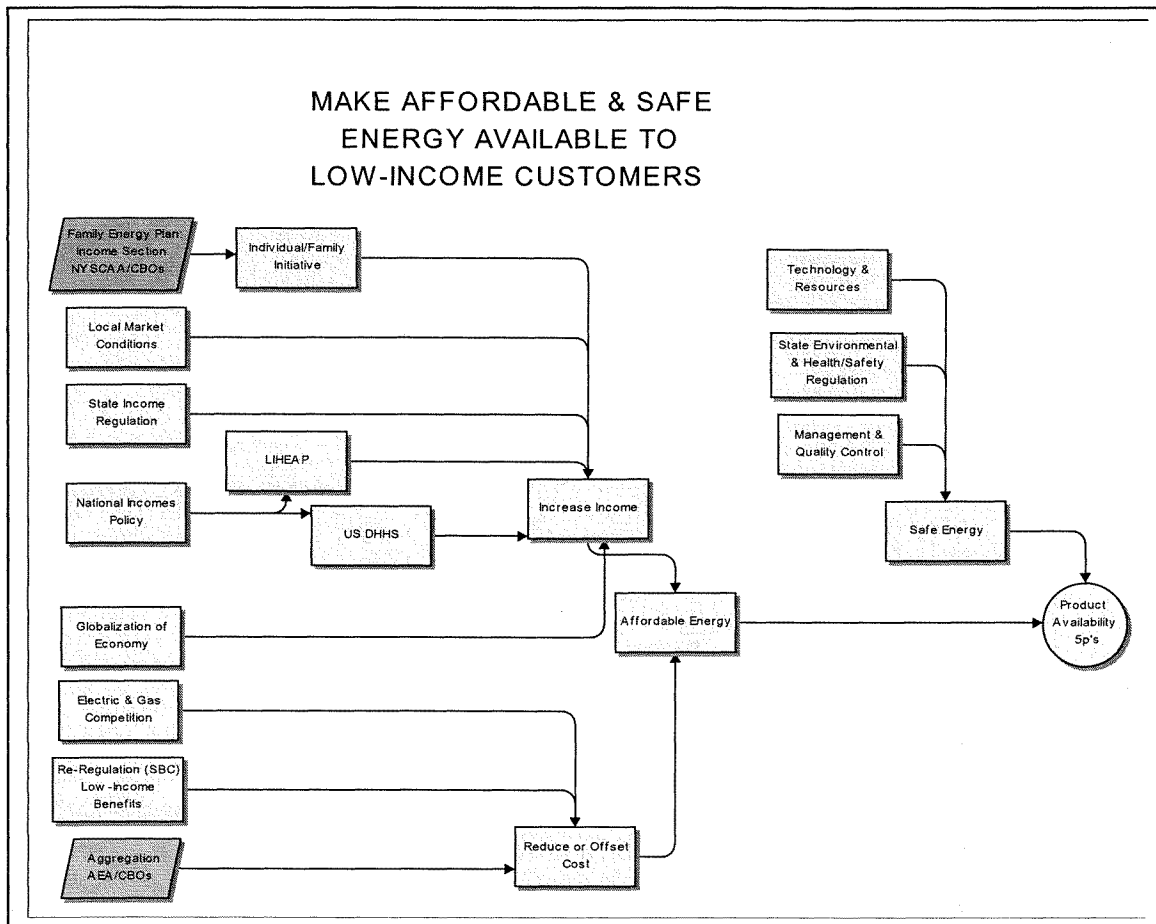 MAKE AFFORDABLE & SAFE
ENERGY AVAILABLE TO
LOW-INCOME CUSTOMERS
Family Energy Plan:
Income Section
NYSCAA/CBOs
Individual/Family
Initiative
Local Market
Conditions
State Income
Regulation
LIHEAP
National Incomes
Policy
US DHHS
Increase Income
Globalization of
Economy
Affordable Energy
Electric & Gas
Competition
Re-Regulation (SBC)
Low-Income
Benefits
Aggregation
AEA/CBOs
Reduce or Offset
Cost
Technology &
Resources
State Environmental
& Health/Safety
Regulation
Management &
Quality Control
Safe Energy
Product
Availability
5p's